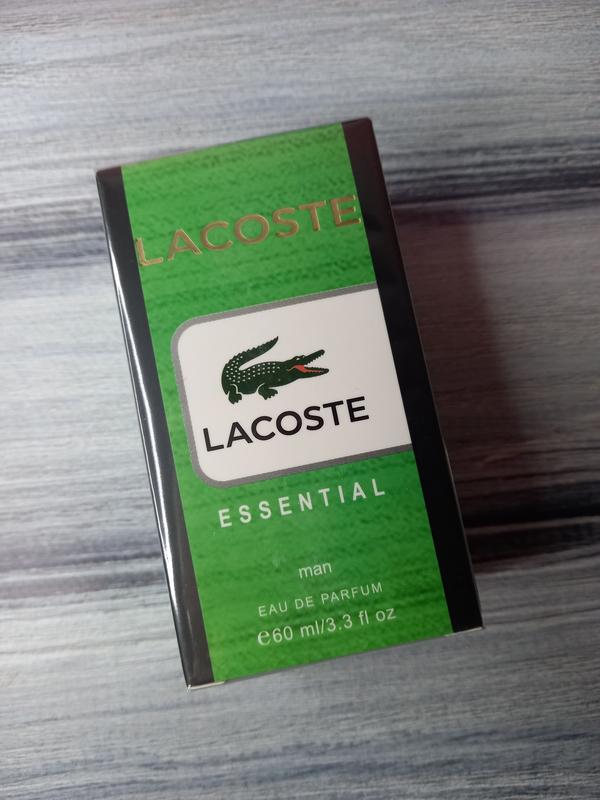 LACOSTE
LACOSTE
ESSENTIAL
man
EAU DE PARFUM
℮60 ml/3.3 fl oz